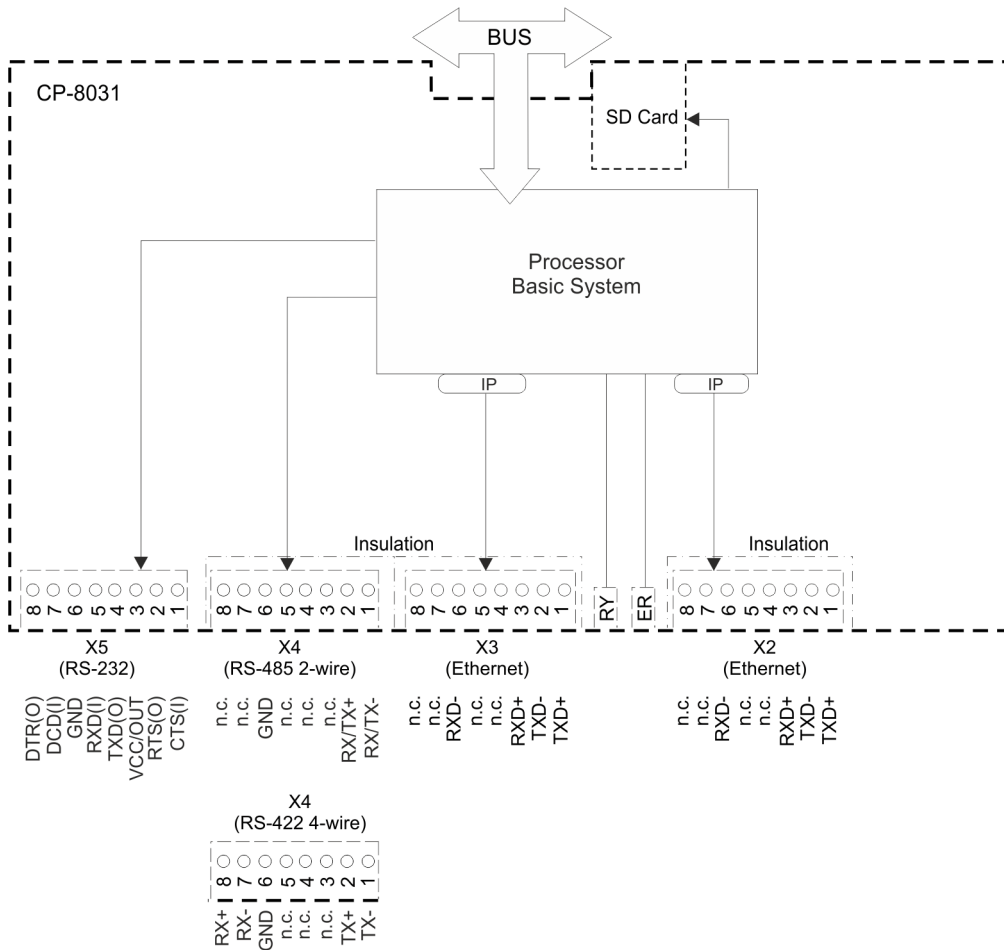 BUS
CP-8031
SD Card
Processor
Basic System
IP
IP
Insulation
Insulation
8 7 6 5 4 3 2 1
8 7 6 5 4 3 2 1
8 7 6 5 4 3 2 1
RY
ER
8 7 6 5 4 3 2 1
X5
(RS-232)
X4
(RS-485 2-wire)
X3
(Ethernet)
X2
(Ethernet)
DTR(O)
DCD(I)
GND
RXD(I)
TXD(O)
VCC/OUT
RTS(O)
CTS(I)
n.c.
n.c.
GND
n.c.
n.c.
n.c.
RX/TX+
RX/TX-
n.c.
n.c.
RXD-
n.c.
n.c.
RXD+
TXD-
TXD+
n.c.
n.c.
RXD-
n.c.
n.c.
RXD+
TXD-
TXD+
X4
(RS-422 4-wire)
8 7 6 5 4 3 2 1
RX+
RX-
GND
n.c.
n.c.
n.c.
TX+
TX-